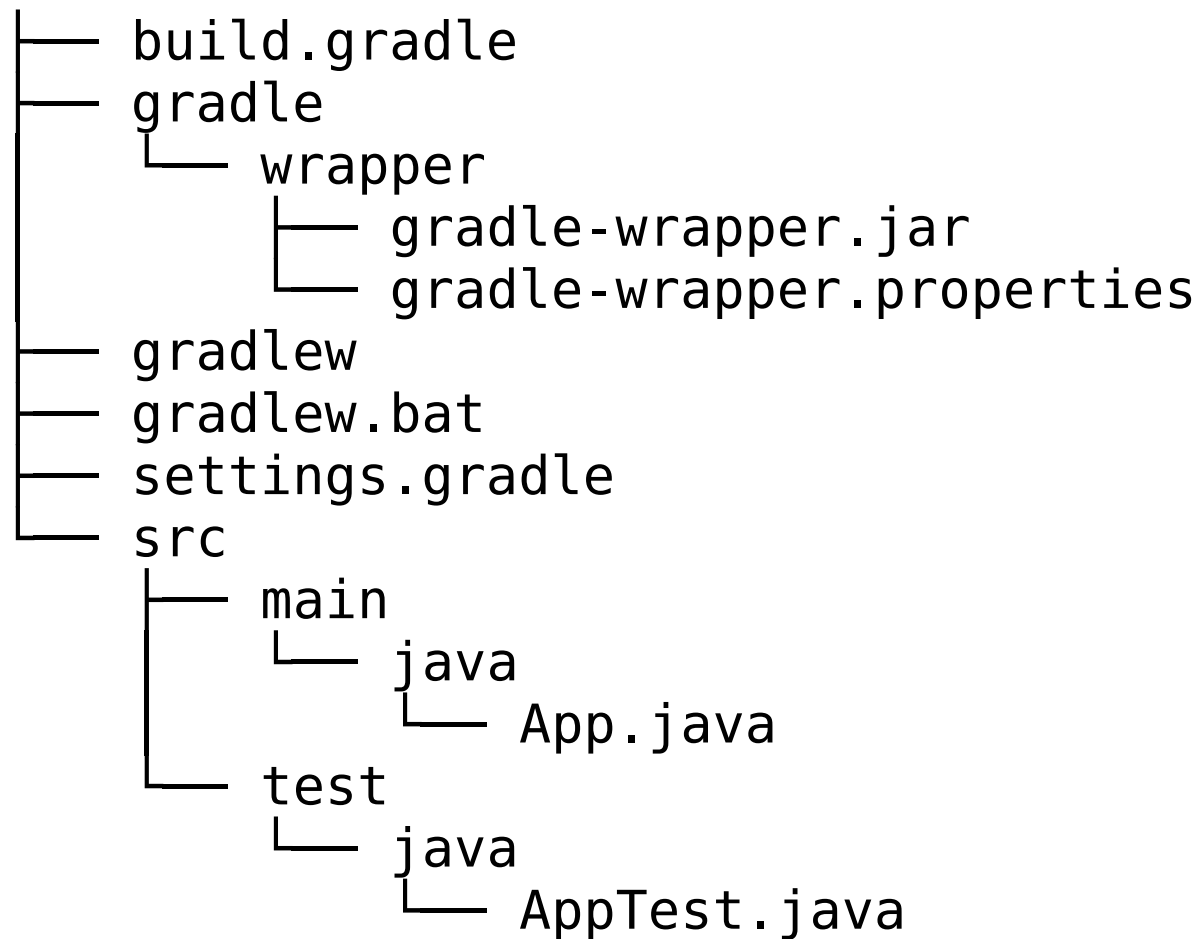 build.gradle
gradle
wrapper
gradle-wrapper.jar
gradle-wrapper.properties
gradlew
gradlew.bat
settings.gradle
src
main
java
App.java
test
java
AppTest.java